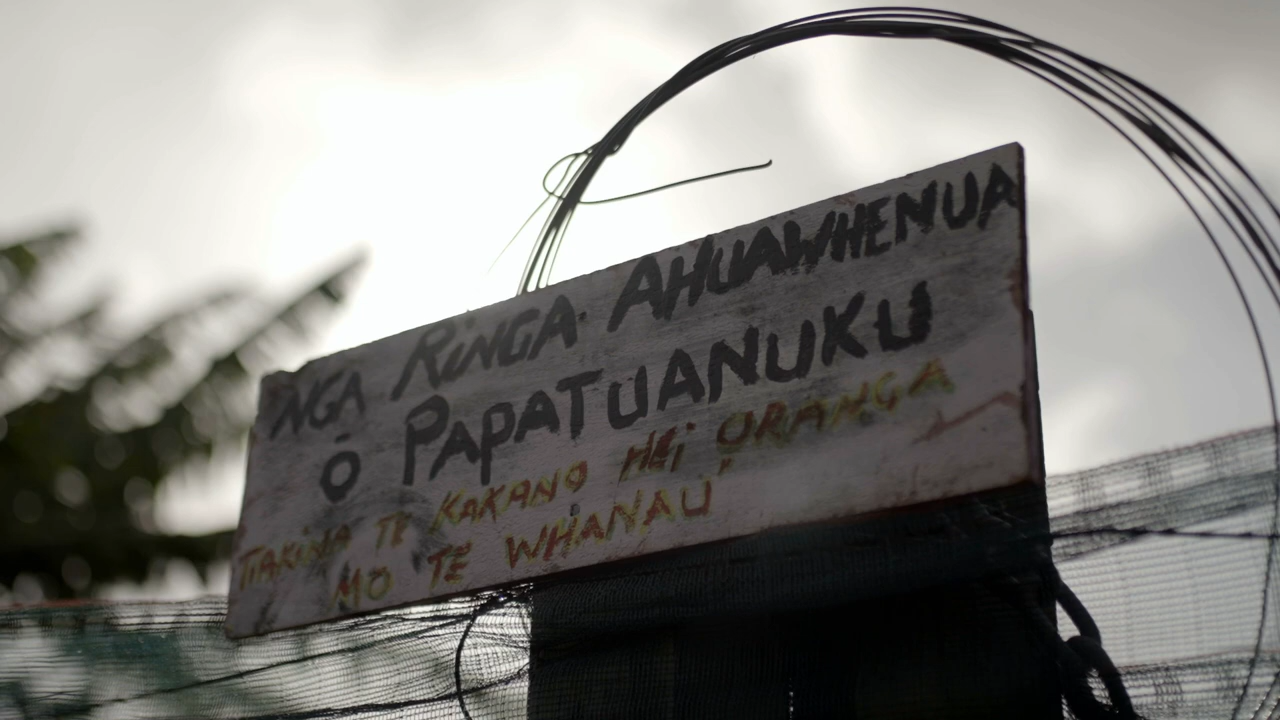 NGA RINGA AHUAWHENUA
Ō PAPATUANUKU
TIAKINA TE KAKANO HEI ORANGA
MO TE WHANAU